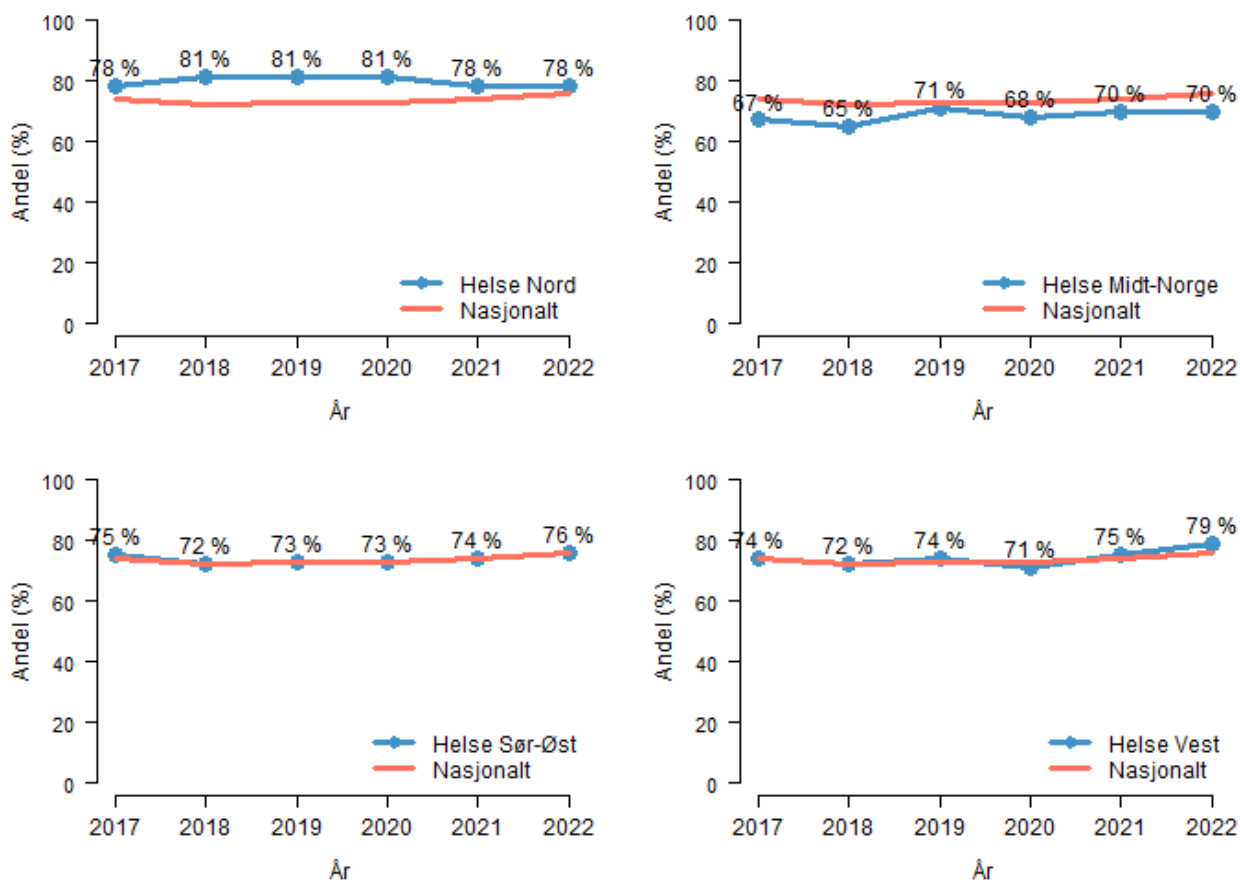 100
80
60
40
20
0
Andel (%)
78 %
81 %
81 %
81 %
78 %
78 %
Helse Nord
Nasjonalt
2017 2018 2019 2020 2021 2022
År
100
80
60
40
20
0
Andel (%)
67 %
65 %
71 %
68 %
70 %
70 %
Helse Midt-Norge
Nasjonalt
2017 2018 2019 2020 2021 2022
År
100
80
60
40
20
0
Andel (%)
75 %
72 %
73 %
73 %
74 %
76 %
Helse Sør-Øst
Nasjonalt
2017 2018 2019 2020 2021 2022
År
100
80
60
40
20
0
Andel (%)
74 %
72 %
74 %
71 %
75 %
79 %
Helse Vest
Nasjonalt
2017 2018 2019 2020 2021 2022
År